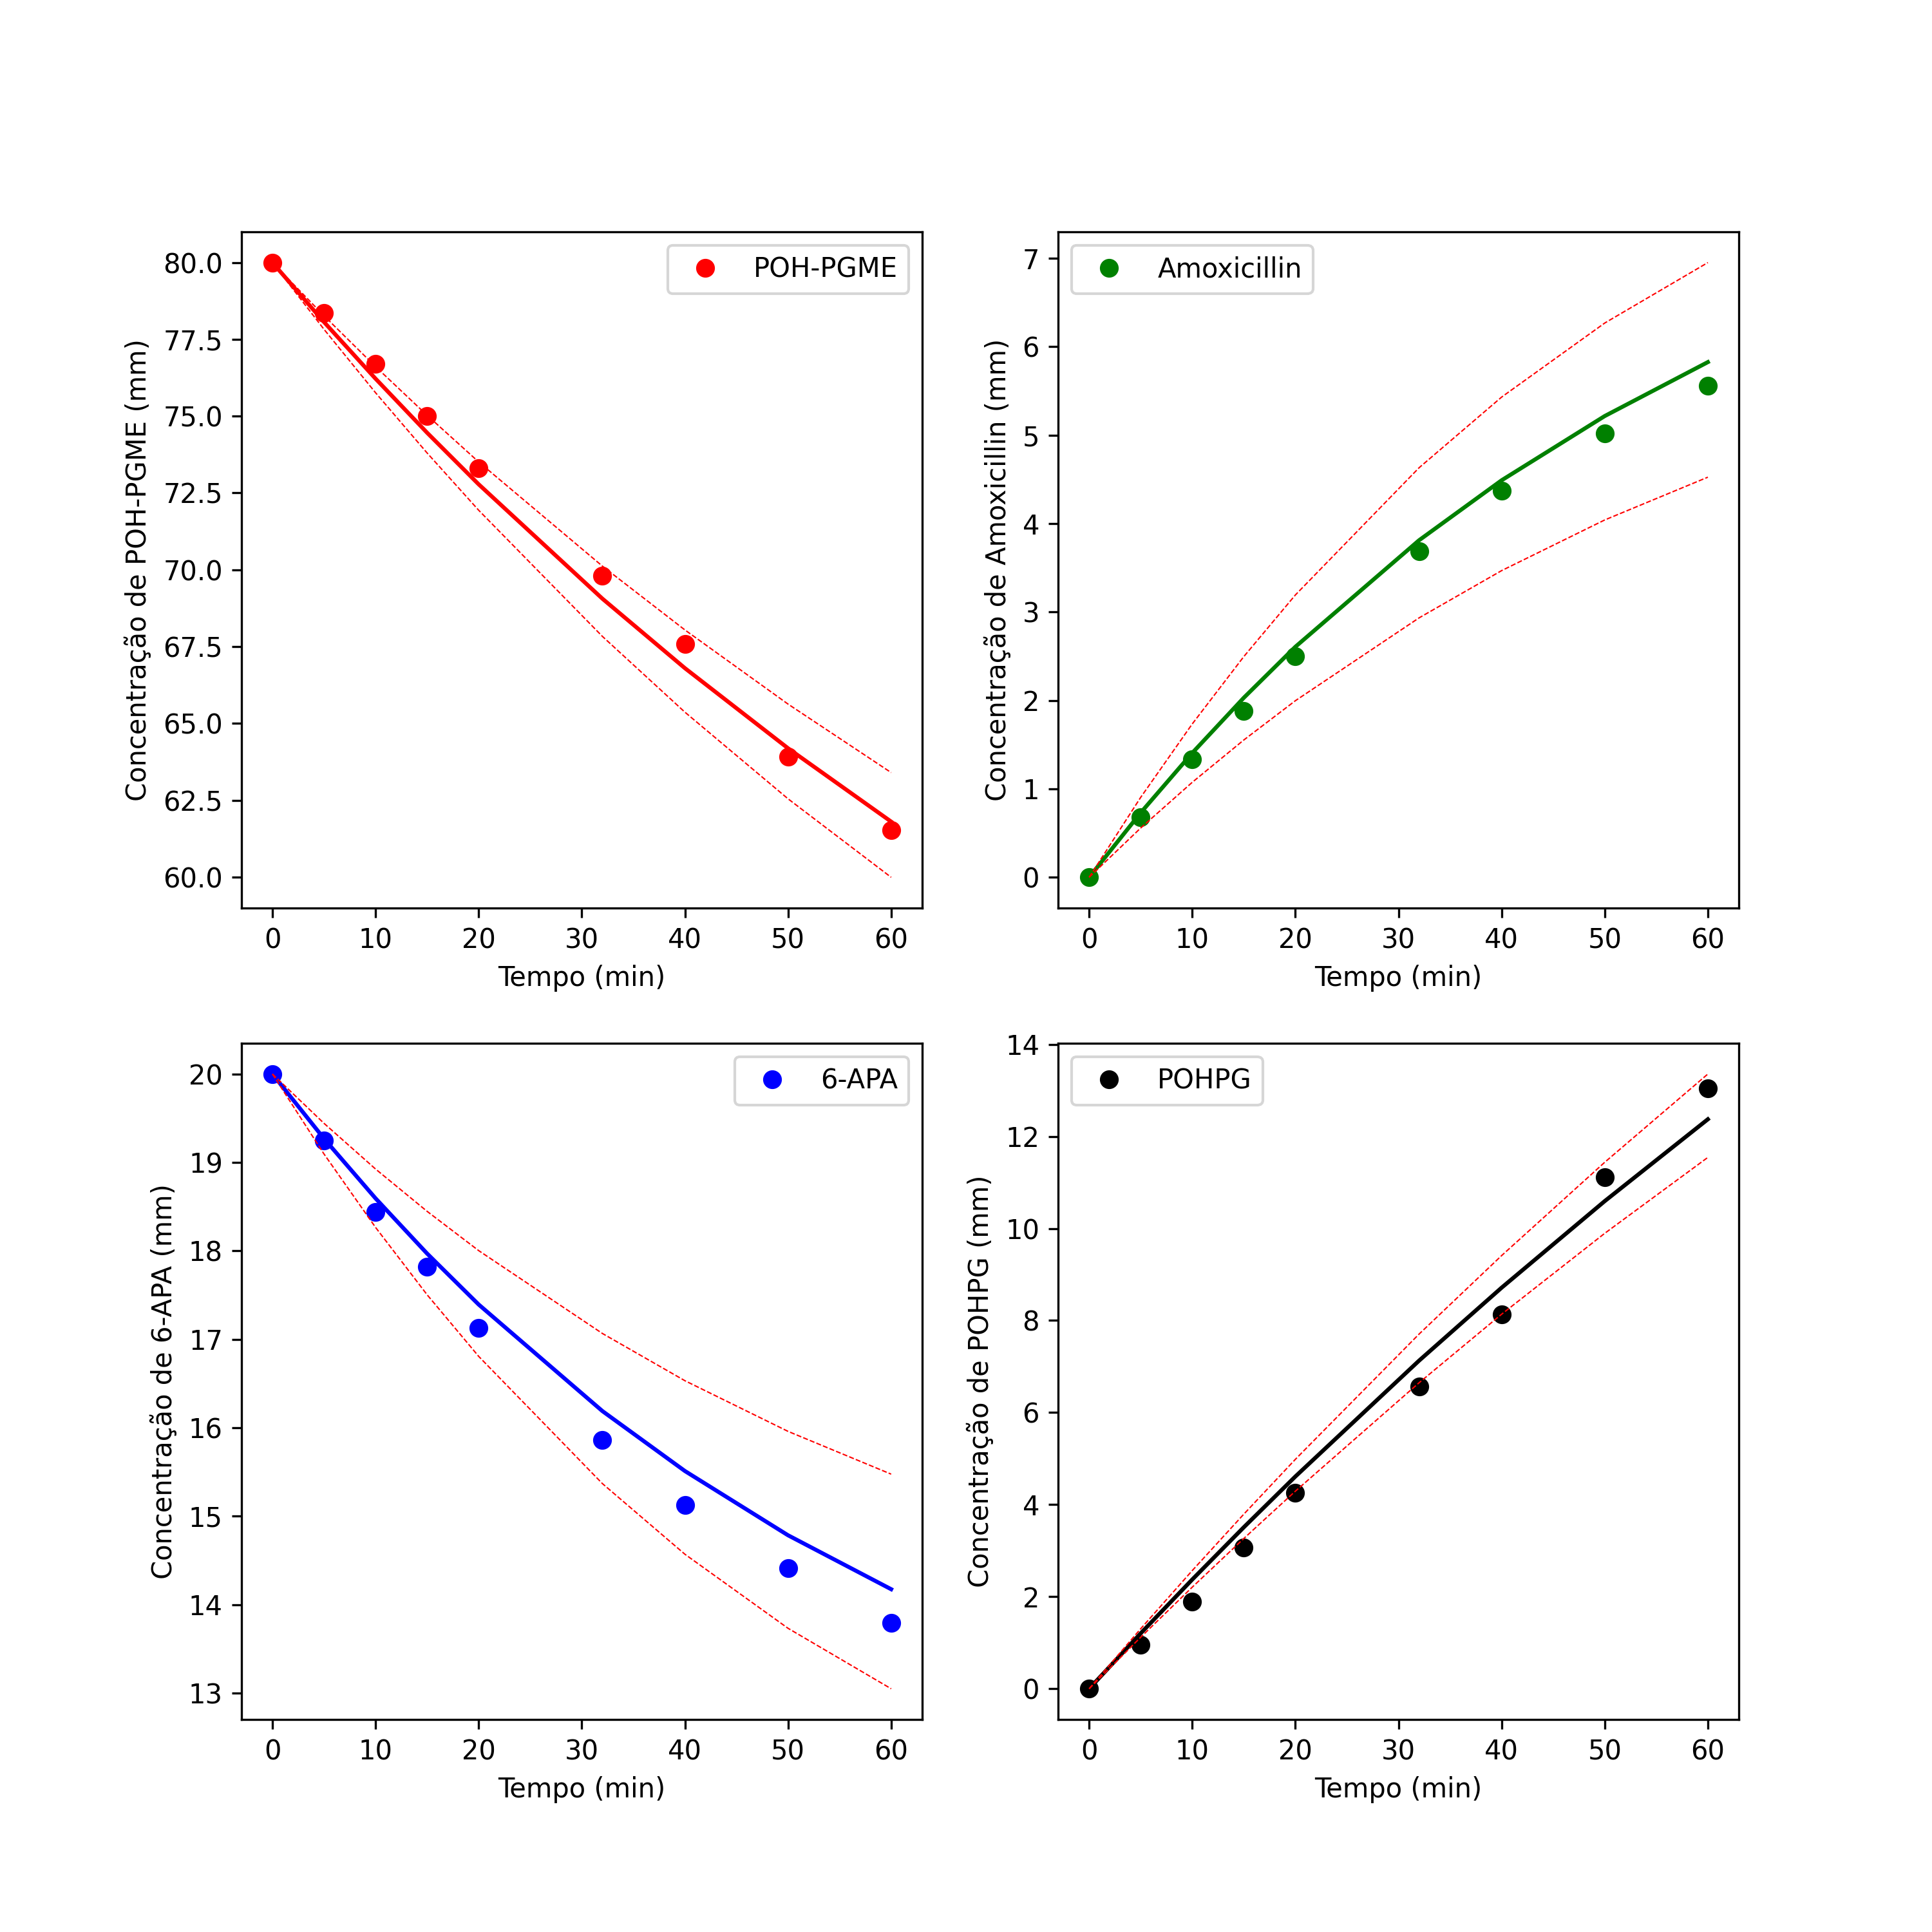 Concentração de POH-PGME (mm)
80.0
77.5
75.0
72.5
70.0
67.5
65.0
62.5
60.0
POH-PGME
0 10 20 30 40 50 60
Tempo (min)
Concentração de Amoxicillin (mm)
7
6
5
4
3
2
1
0
Amoxicillin
0 10 20 30 40 50 60
Tempo (min)
Concentração de 6-APA (mm)
20
19
18
17
16
15
14
13
6-APA
0 10 20 30 40 50 60
Tempo (min)
Concentração de POHPG (mm)
14
12
10
8
6
4
2
0
POHPG
0 10 20 30 40 50 60
Tempo (min)